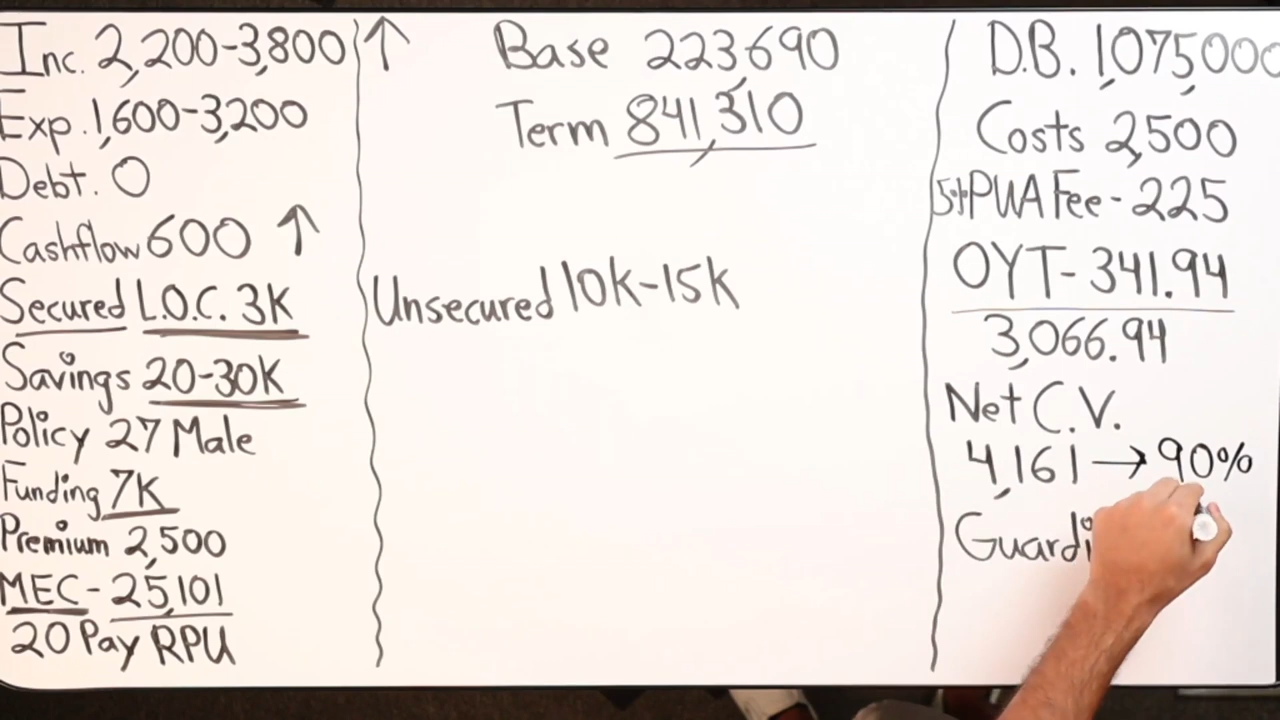 Inc. 2,200-3,800 ↑
Exp. 1,600-3,200
Debt. 0
Cashflow 600 ↑
Secured L.O.C. 3K
Savings 20-30K
Policy 27 Male
Funding 7K
Premium 2,500
MEC - 25,101
20 Pay RPU
Base 223,690
Term 841,310
Unsecured 10K-15K
D.B. 1,075,000
Costs 2,500
PUA Fee - 225
OYT - 341.94
3,066.94
Net C.V.
4,161 → 90%
Guardi